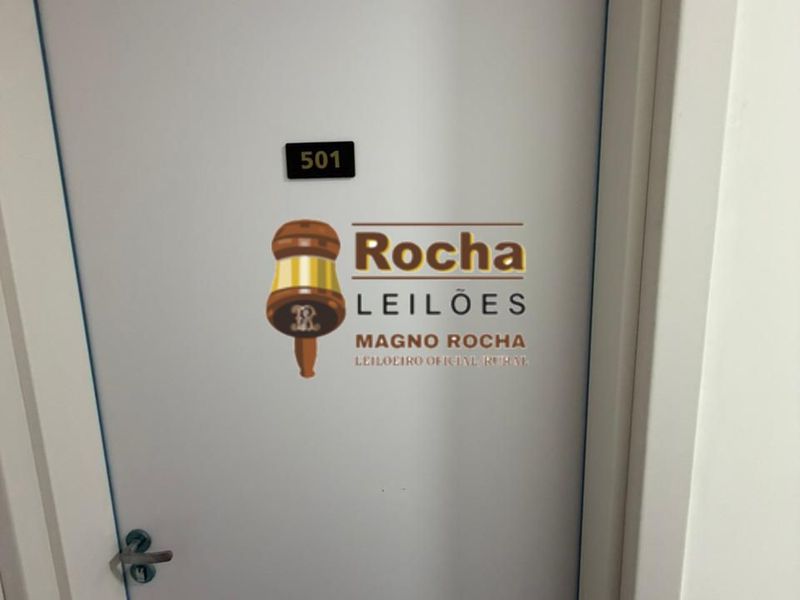 501
Rocha
LEILÕES
MAGNO ROCHA
LEILOEIRO OFICIAL/RURAL